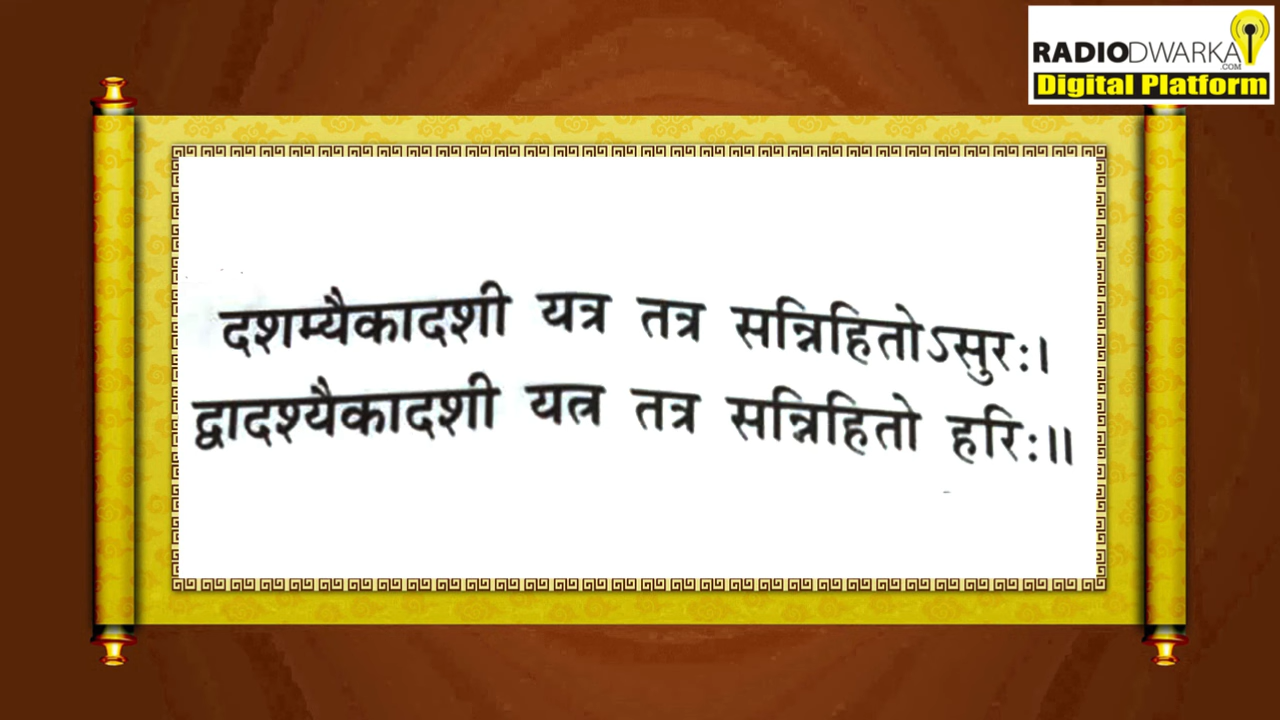 RADIODWARKA
.COM
Digital Platform
दशम्यैकादशी यत्र तत्र सन्निहितोऽसुरः।
द्वादश्यैकादशी यत्न तत्र सन्निहितो हरिः॥